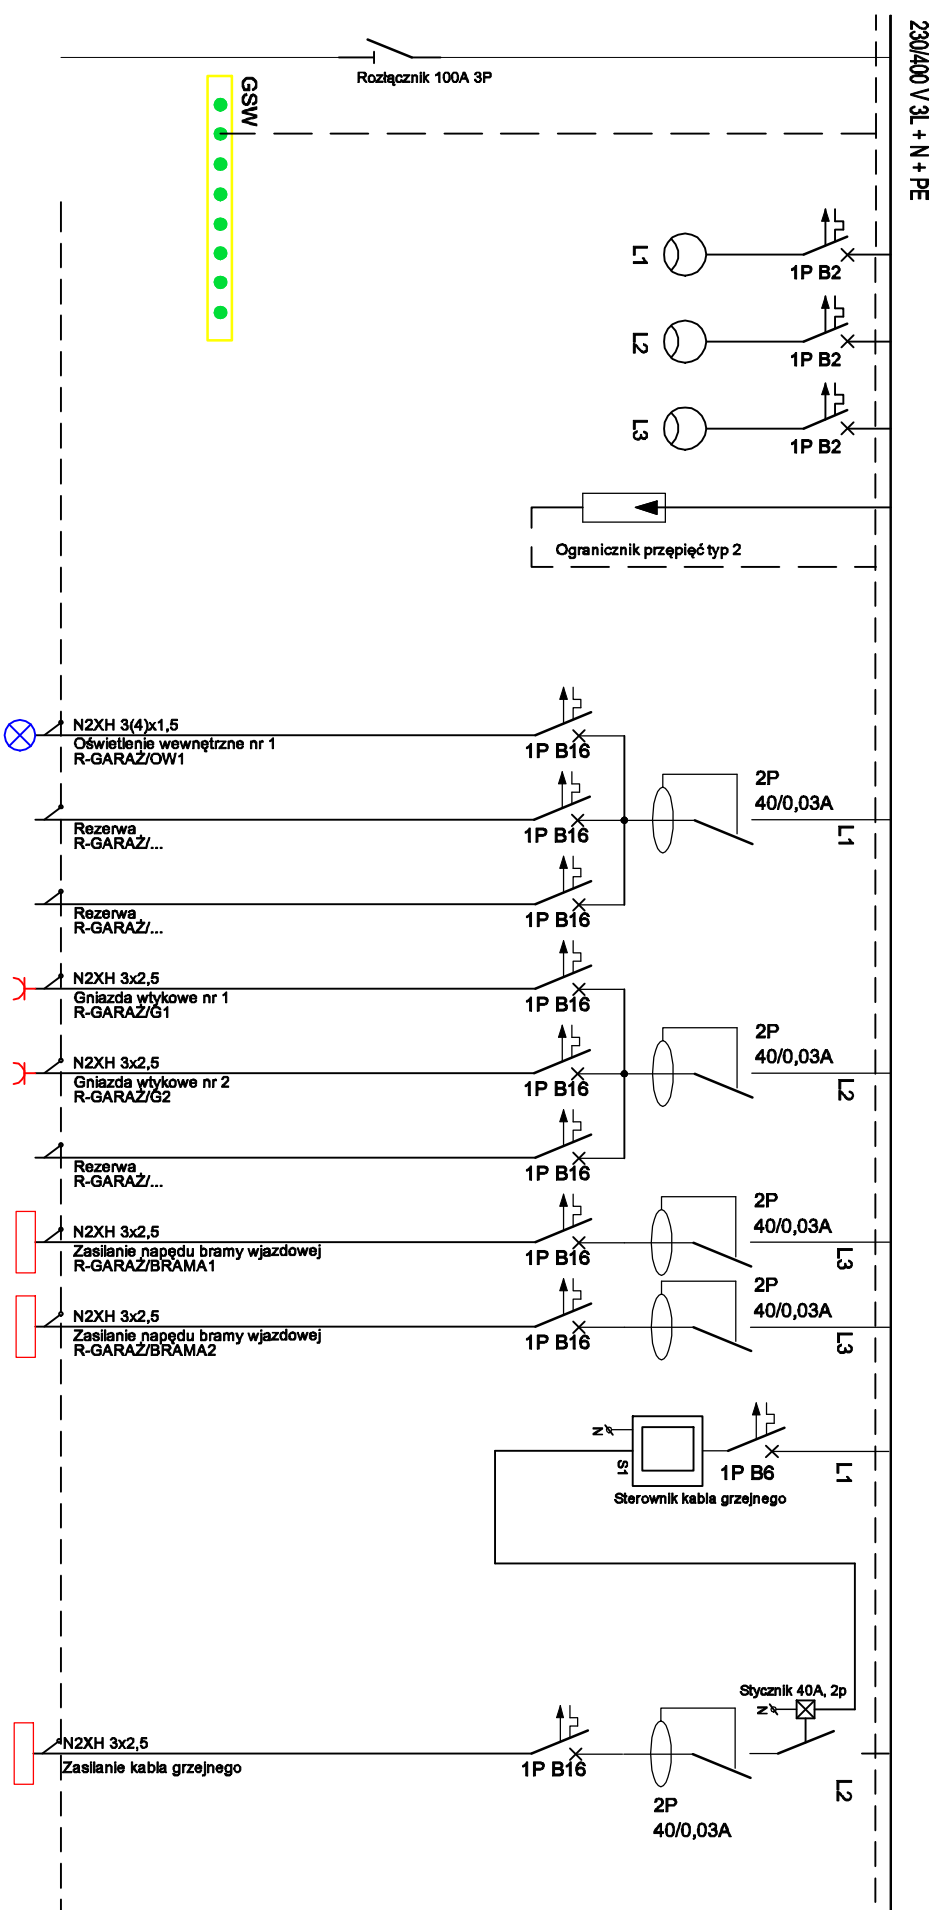 230/400 V 3L + N + PE
Rozłącznik 100A 3P
GSW
L1
1P B2
L2
1P B2
L3
1P B2
Ogranicznik przępięć typ 2
N2XH 3(4)x1,5
Oświetlenie wewnętrzne nr 1
R-GARAŻ/OW1
1P B16
2P
40/0,03A
L1
Rezerwa
R-GARAŻ/...
1P B16
Rezerwa
R-GARAŻ/...
1P B16
N2XH 3x2,5
Gniazda wtykowe nr 1
R-GARAŻ/G1
1P B16
2P
40/0,03A
L2
N2XH 3x2,5
Gniazda wtykowe nr 2
R-GARAŻ/G2
1P B16
Rezerwa
R-GARAŻ/...
1P B16
N2XH 3x2,5
Zasilanie napędu bramy wjazdowej
R-GARAŻ/BRAMA1
1P B16
2P
40/0,03A
L3
N2XH 3x2,5
Zasilanie napędu bramy wjazdowej
R-GARAŻ/BRAMA2
1P B16
2P
40/0,03A
L3
N
S1
1P B6
L1
Sterownik kabla grzejnego
Stycznik 40A, 2p
N
N2XH 3x2,5
Zasilanie kabla grzejnego
1P B16
2P
40/0,03A
L2